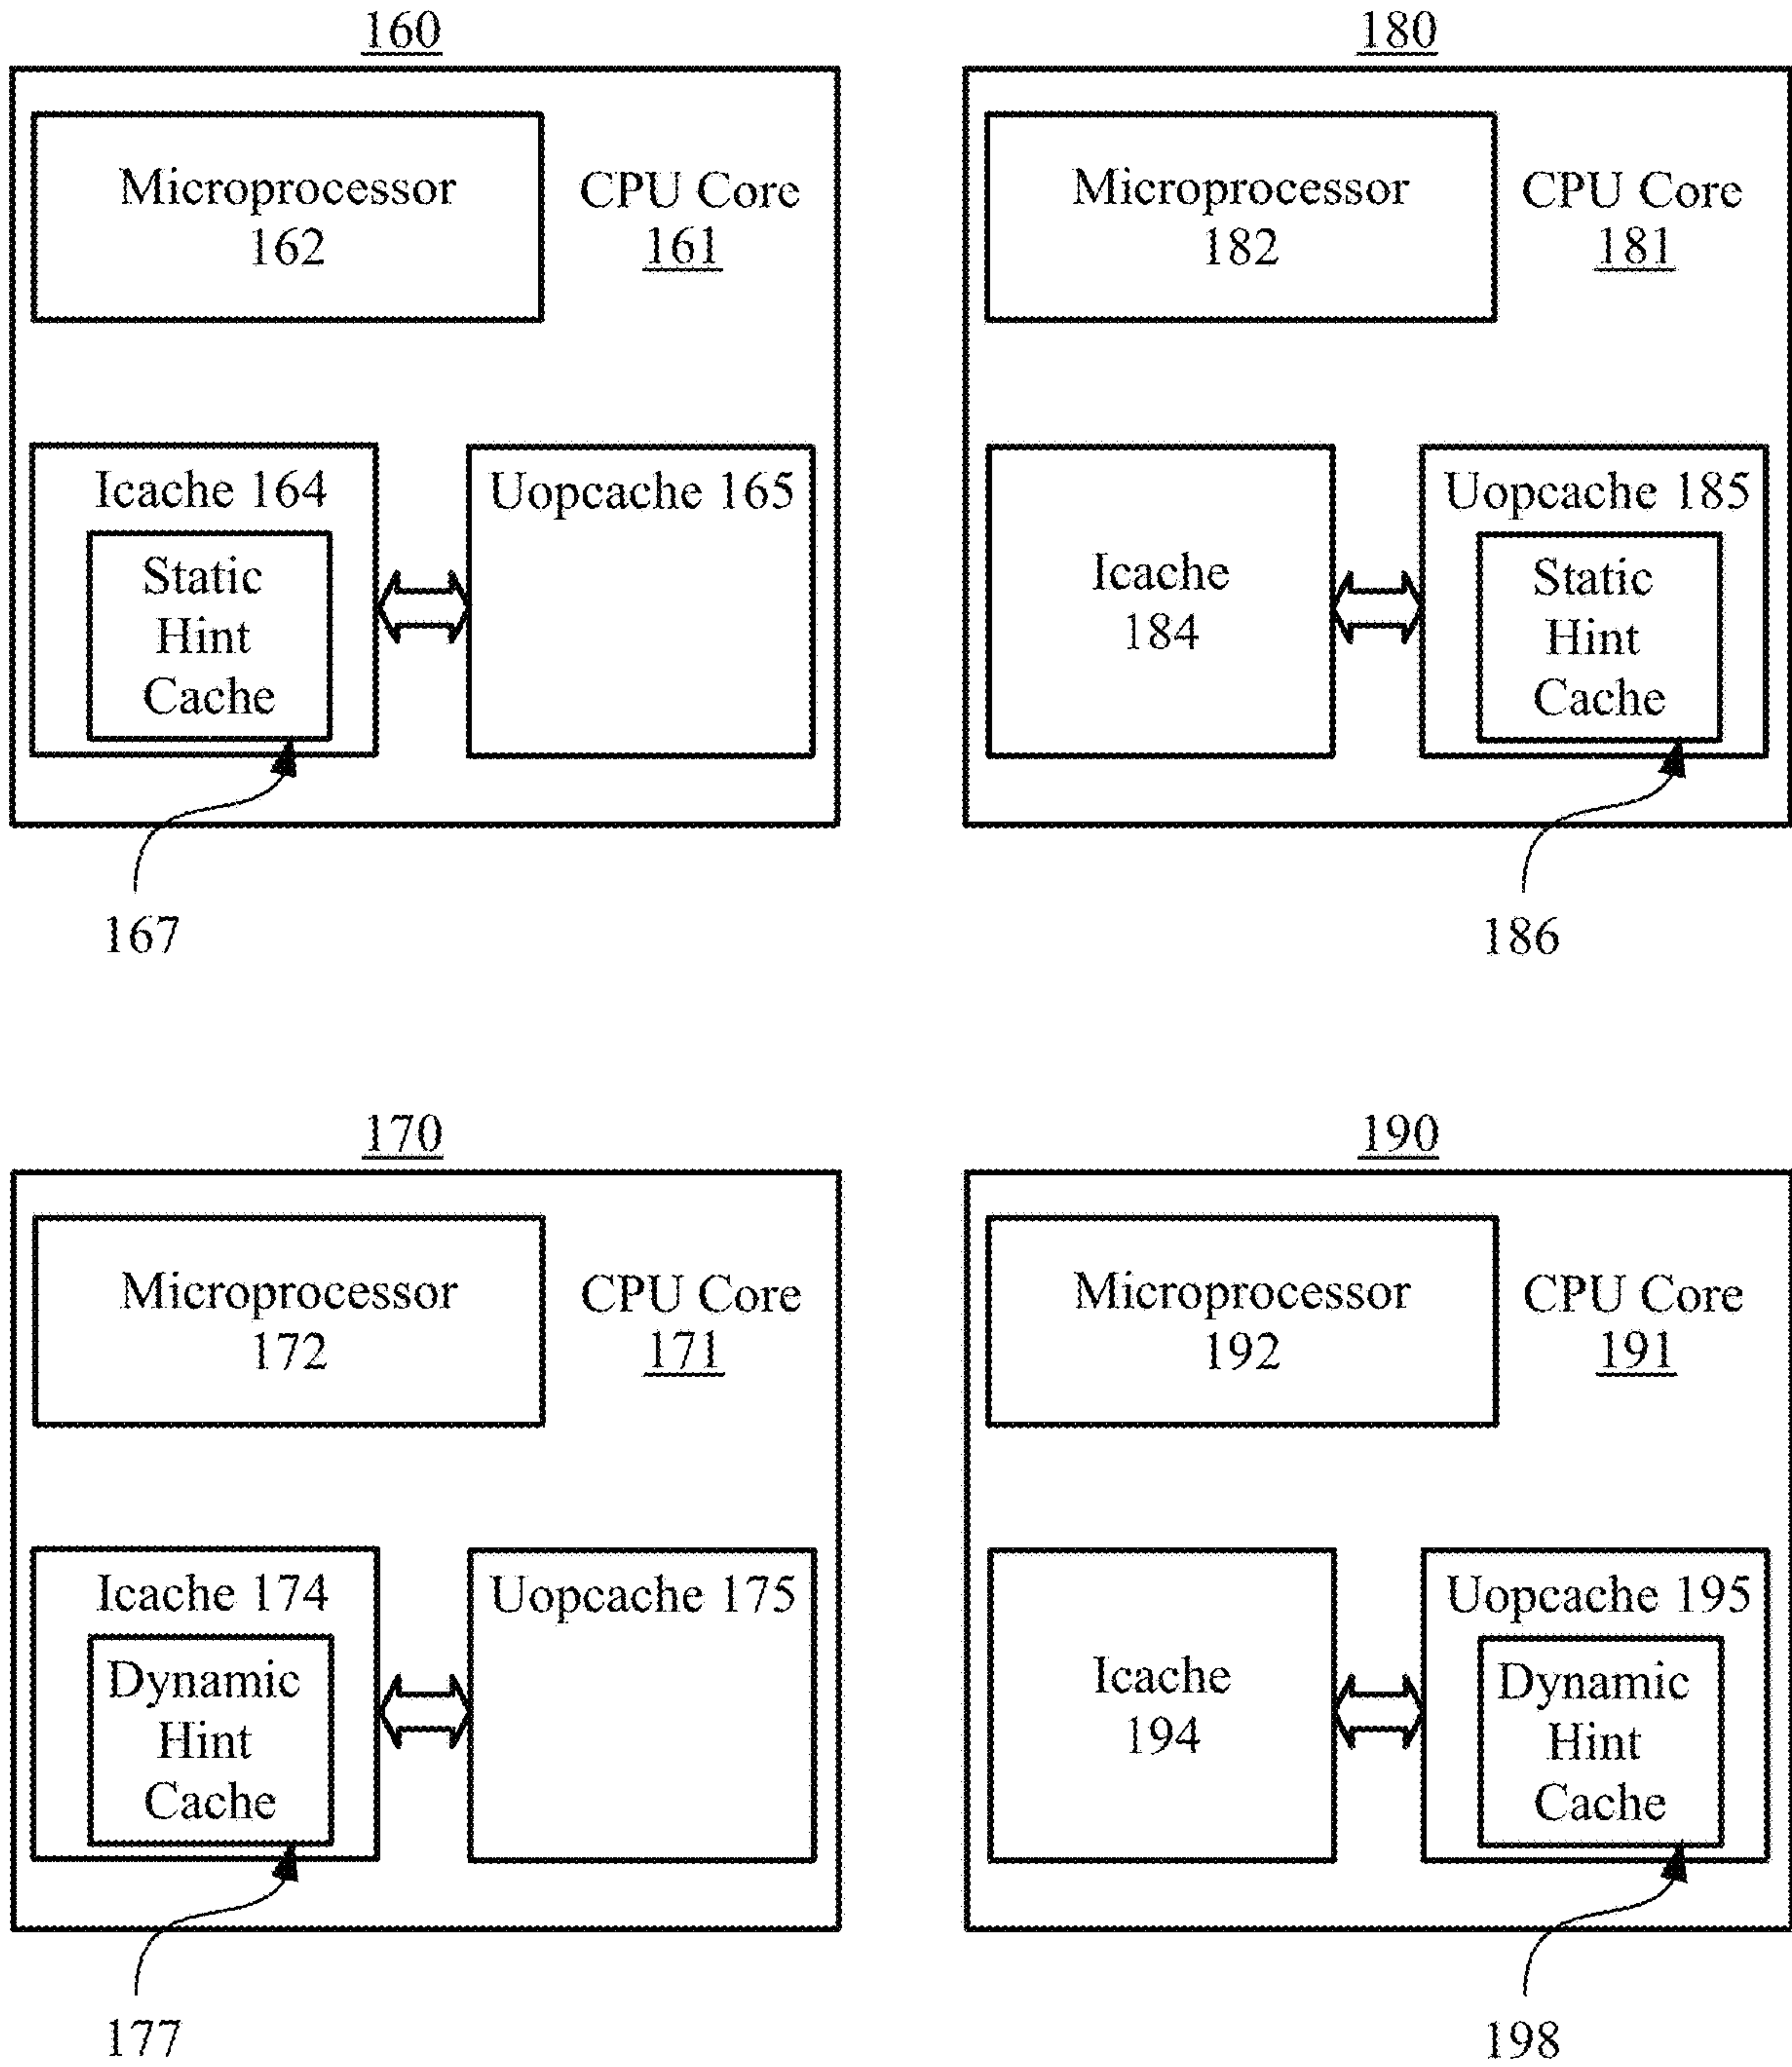 160
Microprocessor
162
CPU Core
161
Icache 164
Static
Hint
Cache
Uopcache 165
167
180
Microprocessor
182
CPU Core
181
Icache
184
Uopcache 185
Static
Hint
Cache
186
170
Microprocessor
172
CPU Core
171
Icache 174
Dynamic
Hint
Cache
Uopcache 175
177
190
Microprocessor
192
CPU Core
191
Icache
194
Uopcache 195
Dynamic
Hint
Cache
198